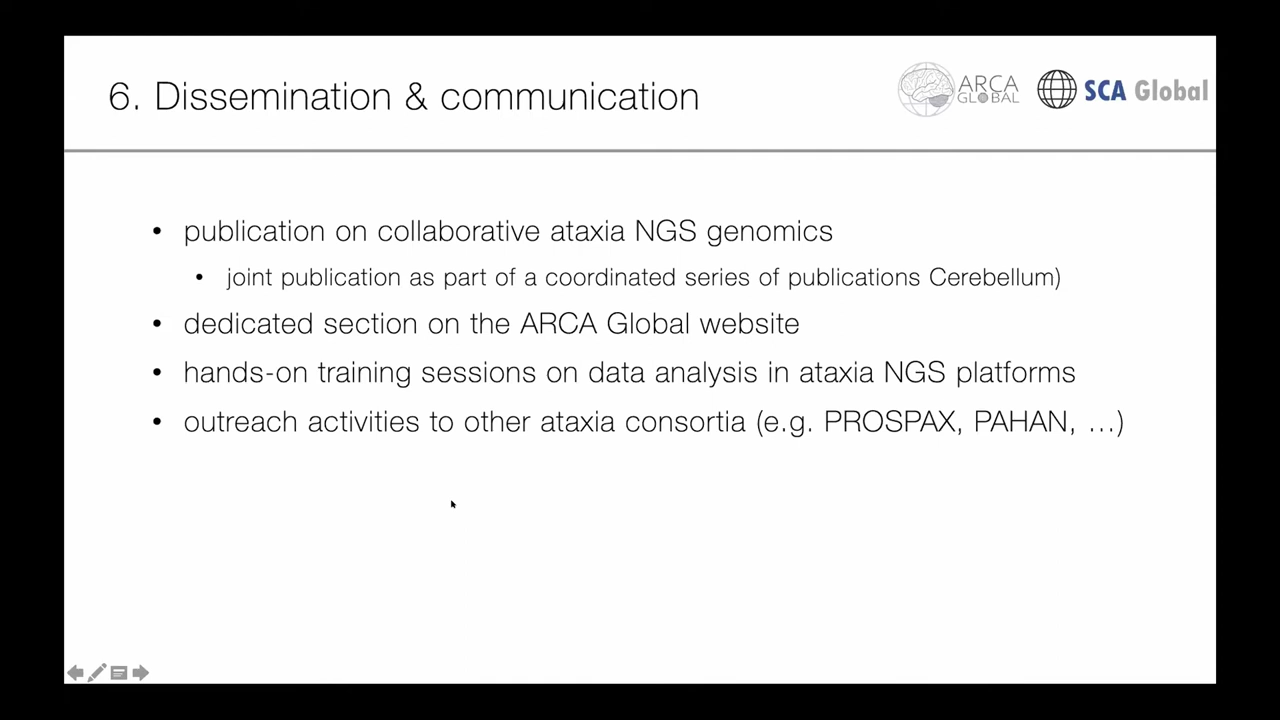 6. Dissemination & communication
ARCA
GLOBAL
SCA Global
• publication on collaborative ataxia NGS genomics
• joint publication as part of a coordinated series of publications Cerebellum)
• dedicated section on the ARCA Global website
• hands-on training sessions on data analysis in ataxia NGS platforms
• outreach activities to other ataxia consortia (e.g. PROSPAX, PAHAN, ...)